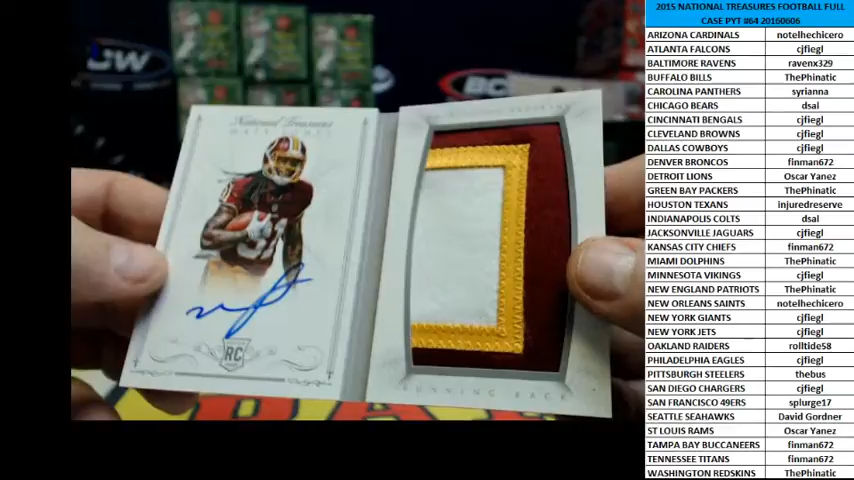 2015 NATIONAL TREASURES FOOTBALL FULL
CASE PYT #64 20160606
ARIZONA CARDINALS notelhechicero
ATLANTA FALCONS cjfiegl
BALTIMORE RAVENS ravenx329
BUFFALO BILLS ThePhinatic
CAROLINA PANTHERS syrianna
CHICAGO BEARS dsal
CINCINNATI BENGALS cjfiegl
CLEVELAND BROWNS cjfiegl
DALLAS COWBOYS cjfiegl
DENVER BRONCOS finman672
DETROIT LIONS Oscar Yanez
GREEN BAY PACKERS ThePhinatic
HOUSTON TEXANS injuredreserve
INDIANAPOLIS COLTS dsal
JACKSONVILLE JAGUARS cjfiegl
KANSAS CITY CHIEFS finman672
MIAMI DOLPHINS ThePhinatic
MINNESOTA VIKINGS cjfiegl
NEW ENGLAND PATRIOTS ThePhinatic
NEW ORLEANS SAINTS notelhechicero
NEW YORK GIANTS cjfiegl
NEW YORK JETS cjfiegl
OAKLAND RAIDERS rolltide58
PHILADELPHIA EAGLES cjfiegl
PITTSBURGH STEELERS thebus
SAN DIEGO CHARGERS cjfiegl
SAN FRANCISCO 49ERS splurge17
SEATTLE SEAHAWKS David Gordner
ST LOUIS RAMS Oscar Yanez
TAMPA BAY BUCCANEERS finman672
TENNESSEE TITANS finman672
WASHINGTON REDSKINS ThePhinatic
National Treasures
RC
RUNNING BACK